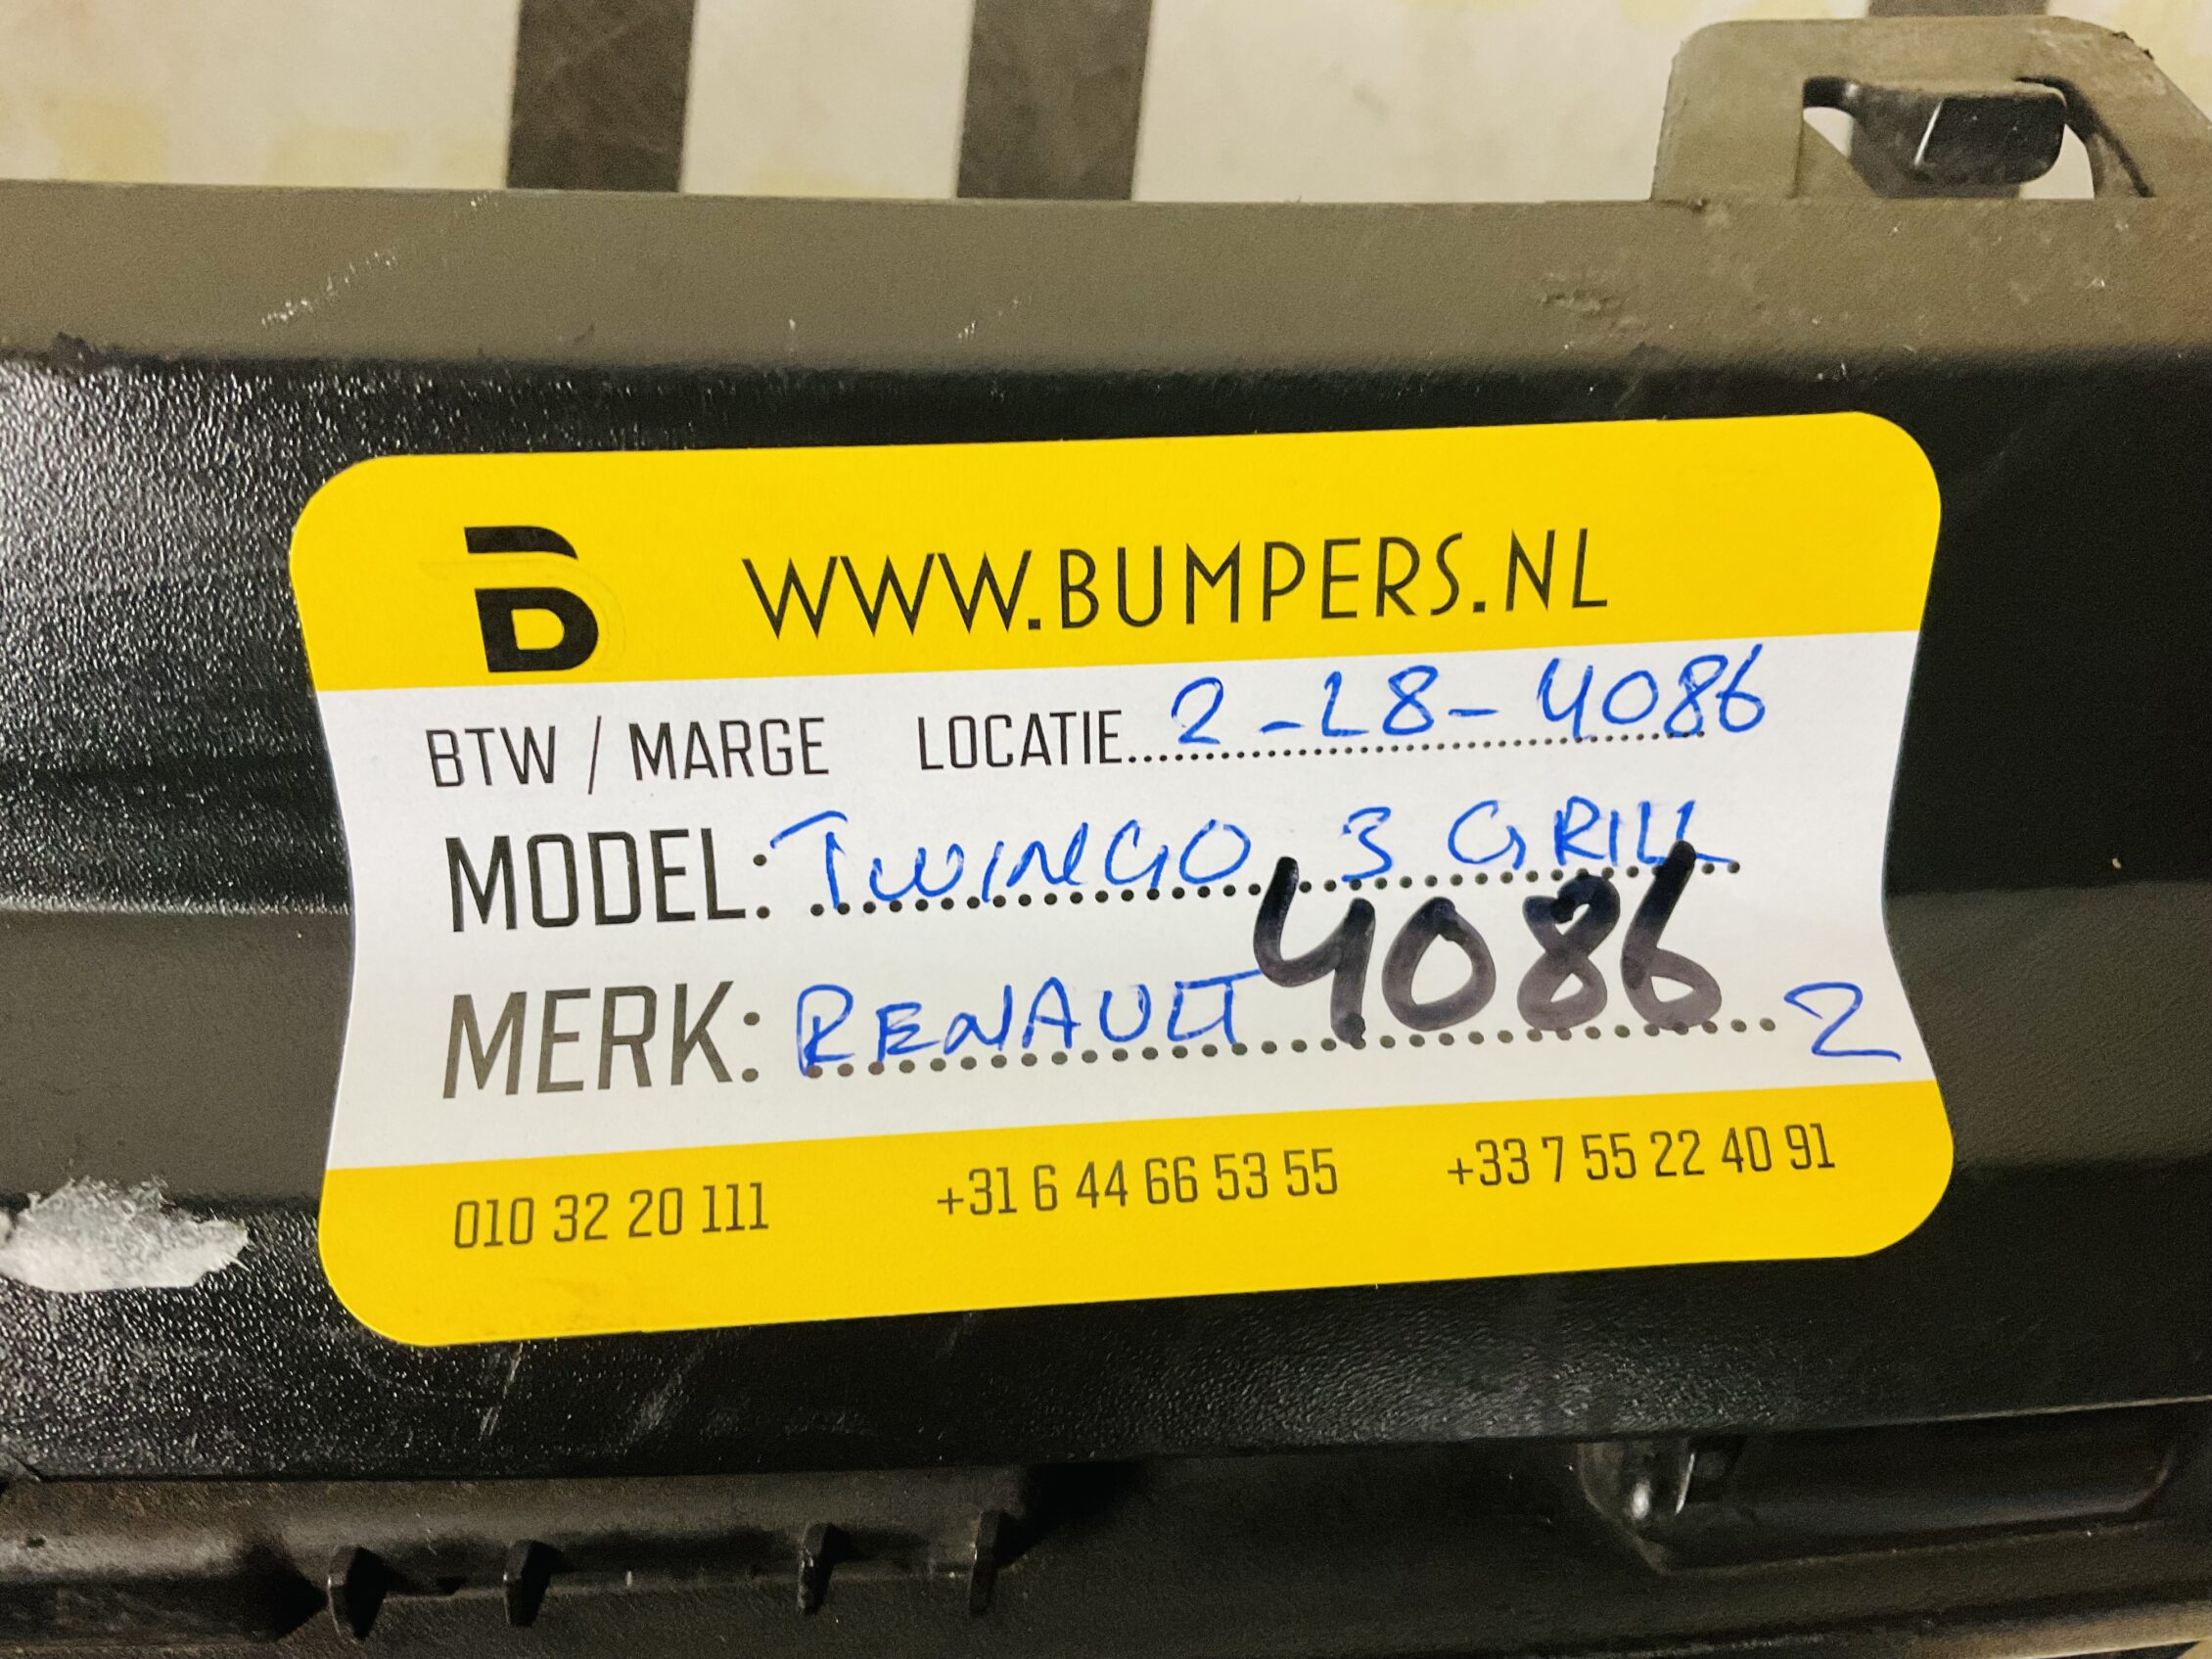 B WWW.BUMPERS.NL
BTW / MARGE LOCATIE 2-L8-4086
MODEL: TWINGO 3 GRILL
4086
MERK: RENAULT 2
010 32 20 111 +31 6 44 66 53 55 +33 7 55 22 40 91